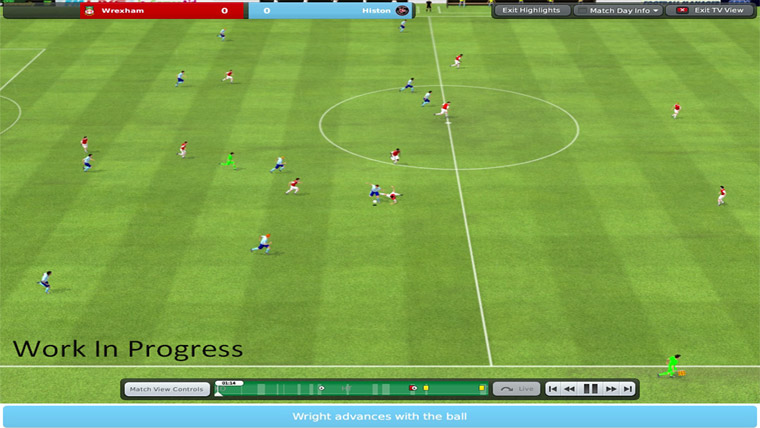 Wrexham 0 0 Histon
Exit Highlights Match Day Info Exit TV View
Work In Progress
Match View Controls 01:14 Live
Wright advances with the ball